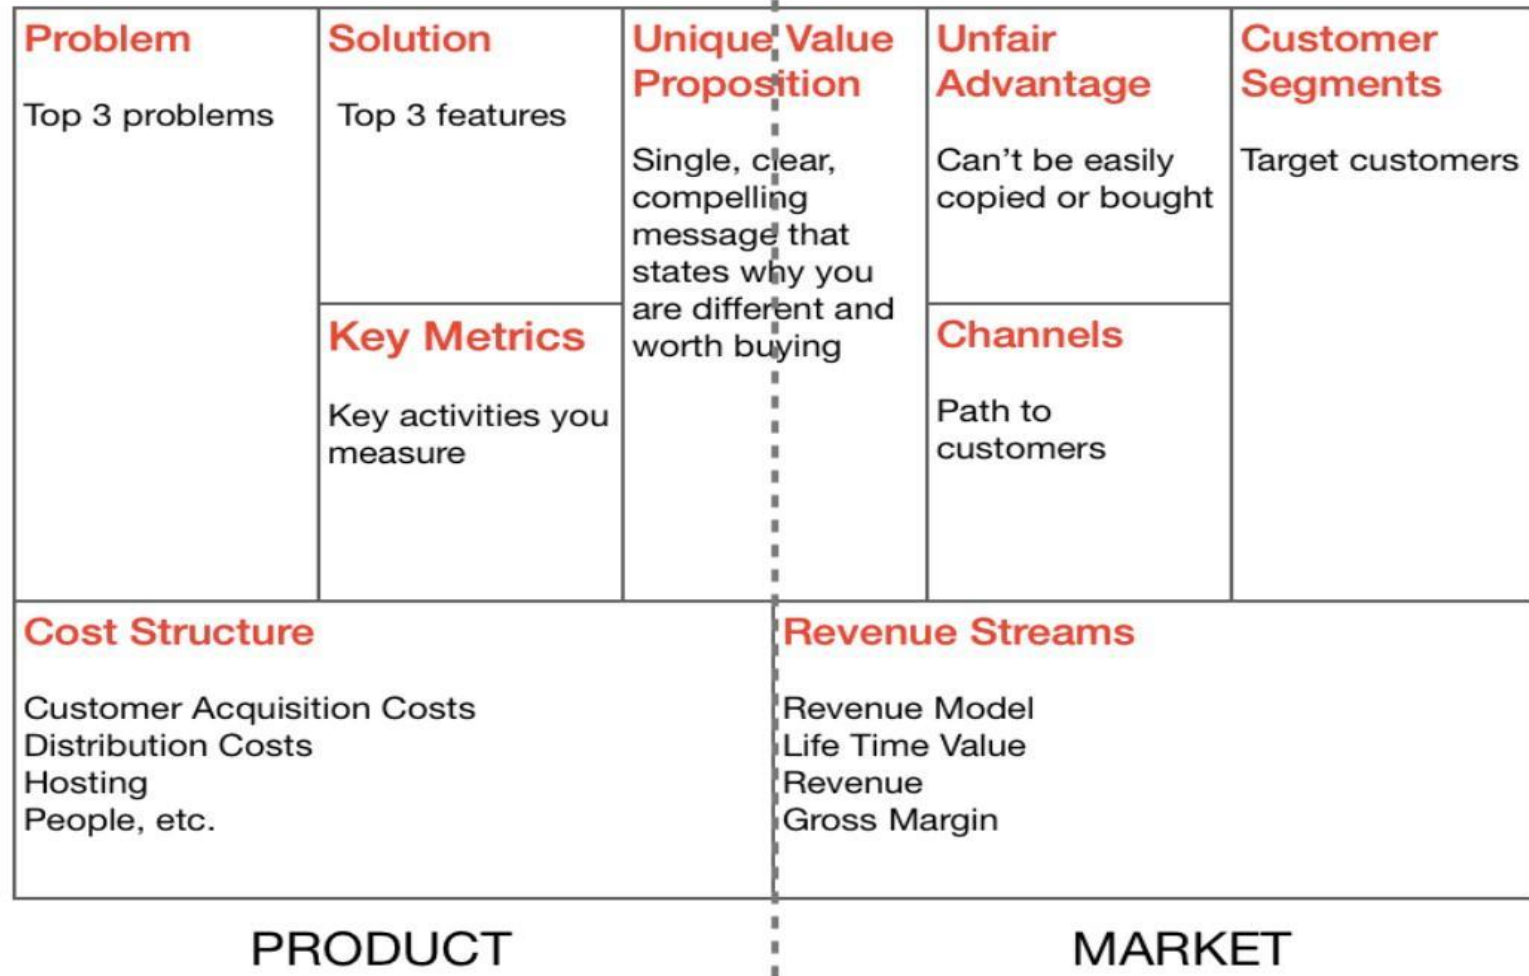 Problem
Top 3 problems
Solution
Top 3 features
Key Metrics
Key activities you
measure
Unique Value
Proposition
Single, clear,
compelling
message that
states why you
are different and
worth buying
Unfair
Advantage
Can’t be easily
copied or bought
Channels
Path to
customers
Customer
Segments
Target customers
Cost Structure
Customer Acquisition Costs
Distribution Costs
Hosting
People, etc.
Revenue Streams
Revenue Model
Life Time Value
Revenue
Gross Margin
PRODUCT
MARKET